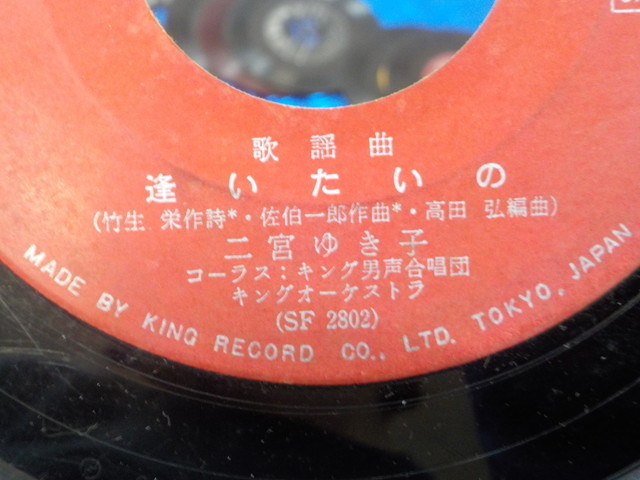 歌謡曲
逢いたいの
(竹生 栄作詩*・佐伯一郎作曲*・高田 弘編曲)
二宮ゆき子
コーラス:キング男声合唱団
キングオーケストラ
(SF 2802)
MADE BY KING RECORD CO., LTD. TOKYO, JAPAN